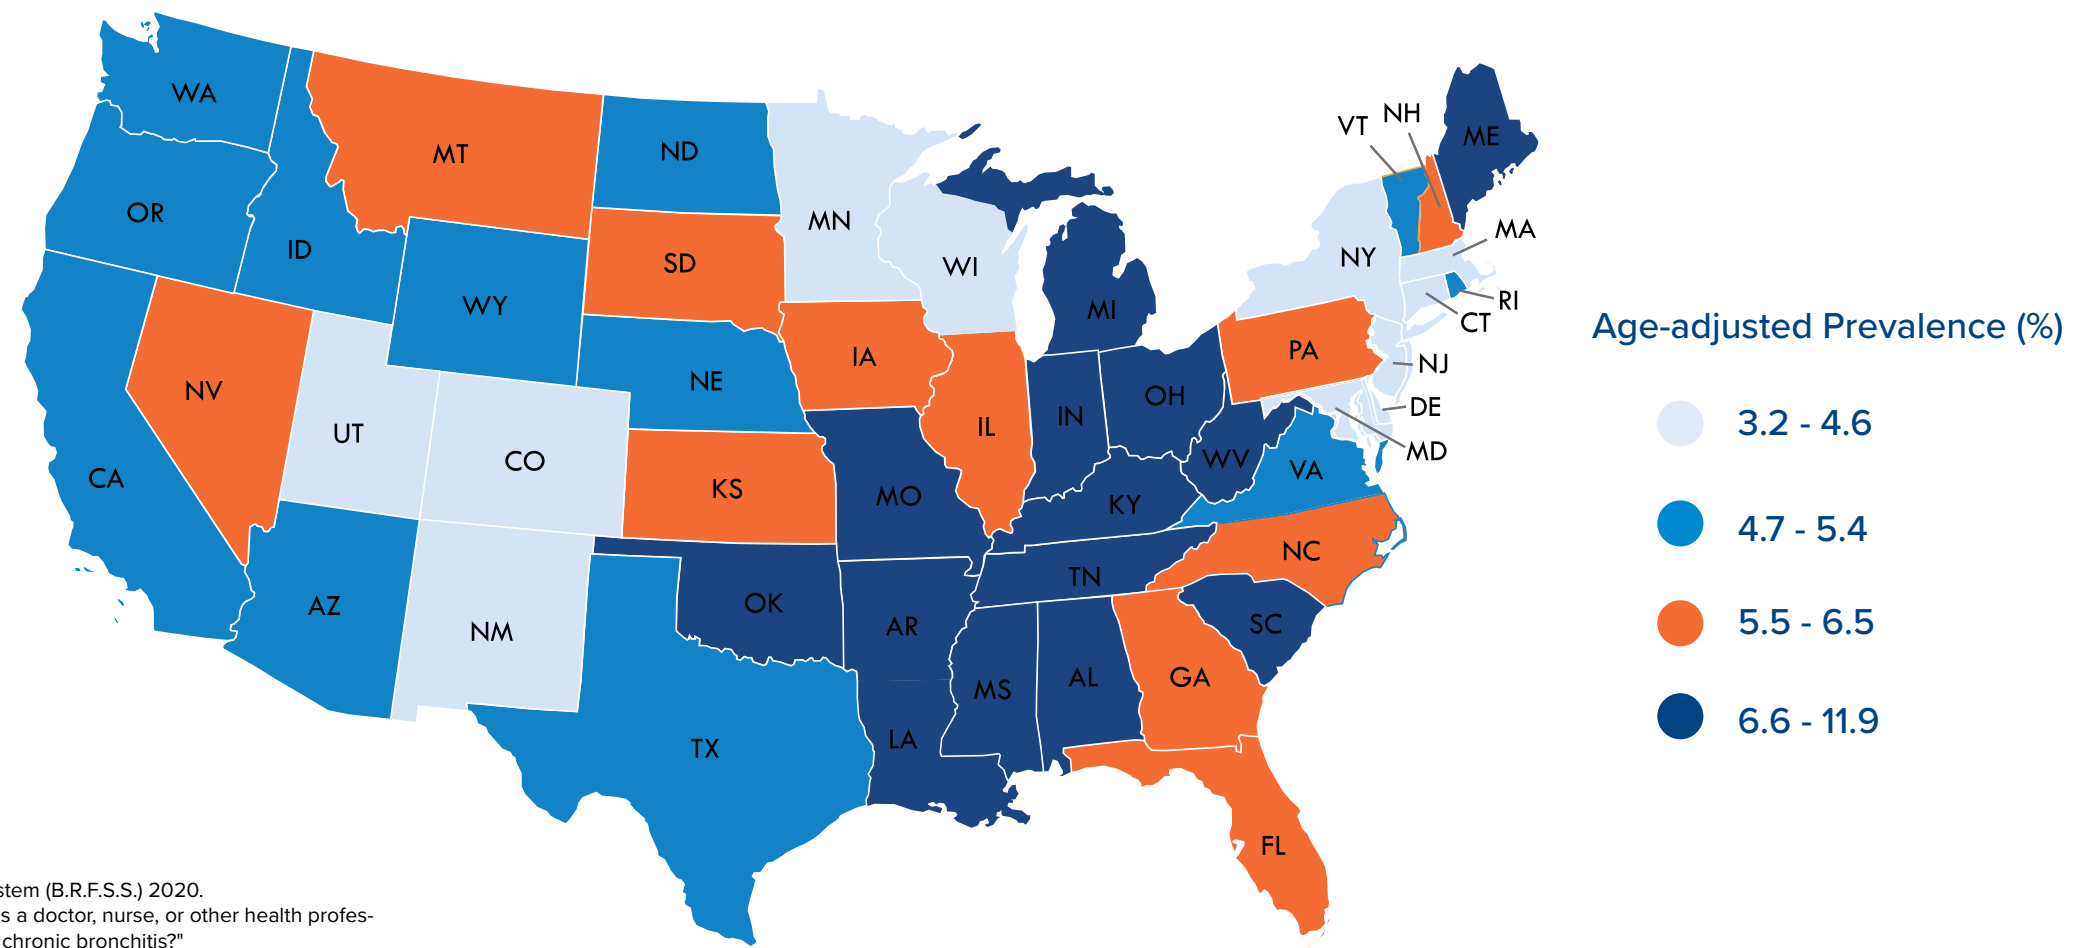 WA
MT
ND
OR
ID
MN
SD
WY
WI
NY
VT
NH
ME
MA
RI
CT
MI
IA
PA
NJ
NV
NE
UT
CO
IL
IN
OH
DE
MD
CA
KS
MO
WV
VA
KY
AZ
NM
OK
AR
TN
NC
SC
TX
LA
MS
AL
GA
FL
Age-adjusted Prevalence (%)
3.2 - 4.6
4.7 - 5.4
5.5 - 6.5
6.6 - 11.9
stem (B.R.F.S.S.) 2020.
s a doctor, nurse, or other health profes-
chronic bronchitis?"